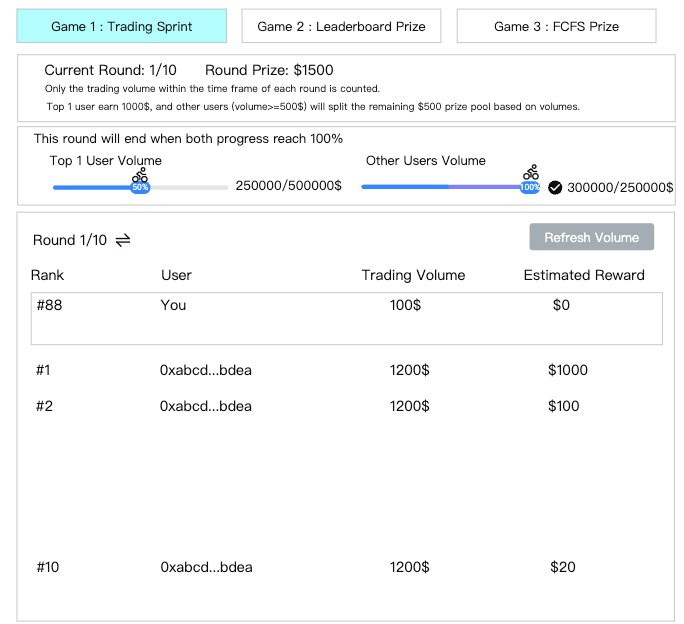 Game 1 : Trading Sprint
Game 2 : Leaderboard Prize
Game 3 : FCFS Prize
Current Round: 1/10 Round Prize: $1500
Only the trading volume within the time frame of each round is counted.
Top 1 user earn 1000$, and other users (volume>=500$) will split the remaining $500 prize pool based on volumes.
This round will end when both progress reach 100%
Top 1 User Volume
50%
250000/500000$
Other Users Volume
100%
300000/250000$
Round 1/10
Refresh Volume
Rank User Trading Volume Estimated Reward
#88 You 100$ $0
#1 0xabcd...bdea 1200$ $1000
#2 0xabcd...bdea 1200$ $100
#10 0xabcd...bdea 1200$ $20